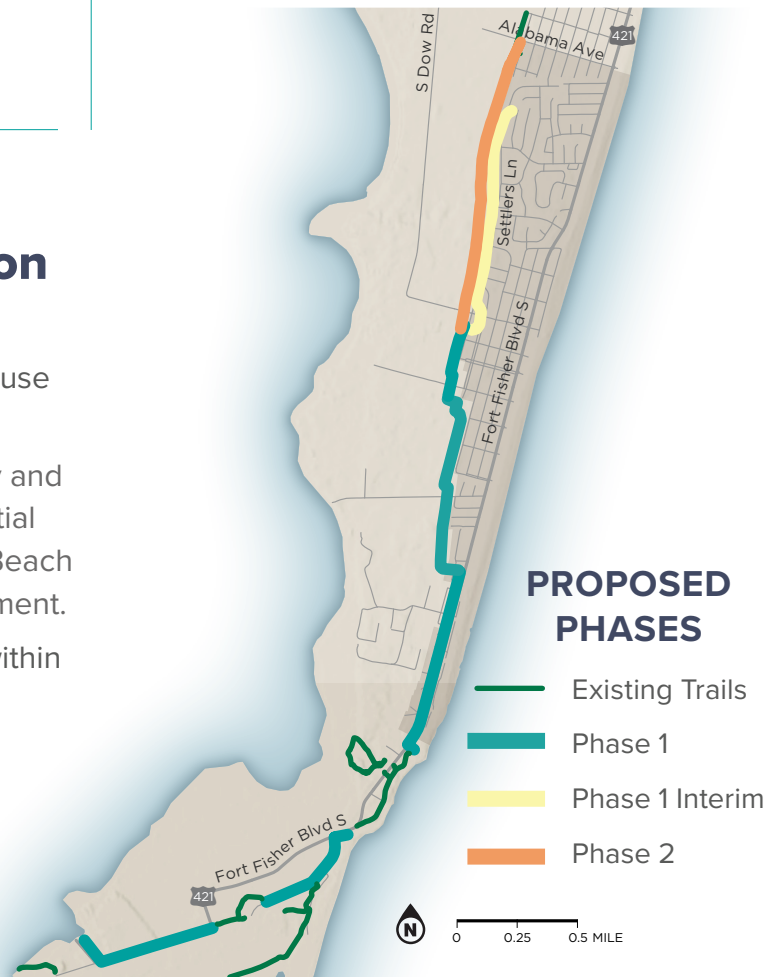 on
use
and
tial
Beach
ment.
ithin
S Dow Rd
Alabama Ave
421
Settlers Ln
Fort Fisher Blvd S
PROPOSED
PHASES
Existing Trails
Phase 1
Phase 1 Interim
Phase 2
Fort Fisher Blvd S
421
N
0 0.25 0.5 MILE